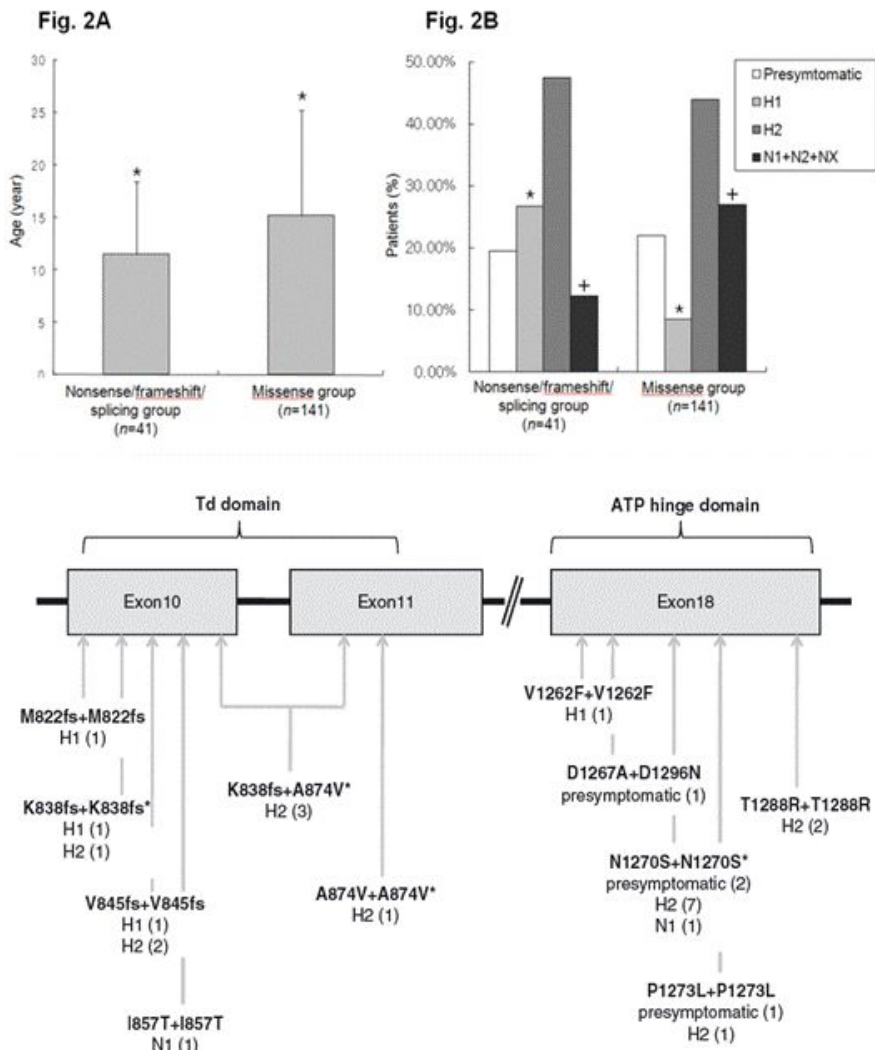 Fig. 2A
Fig. 2B
30
25
20
15
10
5
Age (year)
*
*
Nonsense/frameshift/
splicing group
(n=41)
Missense group
(n=141)
50.00%
40.00%
30.00%
20.00%
10.00%
0.00%
Patients (%)
Presymtomatic
H1
H2
N1+N2+NX
*
+
*
+
Nonsense/frameshift/
splicing group
(n=41)
Missense group
(n=141)
Td domain
ATP hinge domain
Exon10
Exon11
Exon18
M822fs+M822fs
H1 (1)
K838fs+K838fs*
H1 (1)
H2 (1)
V845fs+V845fs
H1 (1)
H2 (2)
I857T+I857T
N1 (1)
K838fs+A874V*
H2 (3)
A874V+A874V*
H2 (1)
V1262F+V1262F
H1 (1)
D1267A+D1296N
presymptomatic (1)
N1270S+N1270S*
presymptomatic (2)
H2 (7)
N1 (1)
P1273L+P1273L
presymptomatic (1)
H2 (1)
T1288R+T1288R
H2 (2)